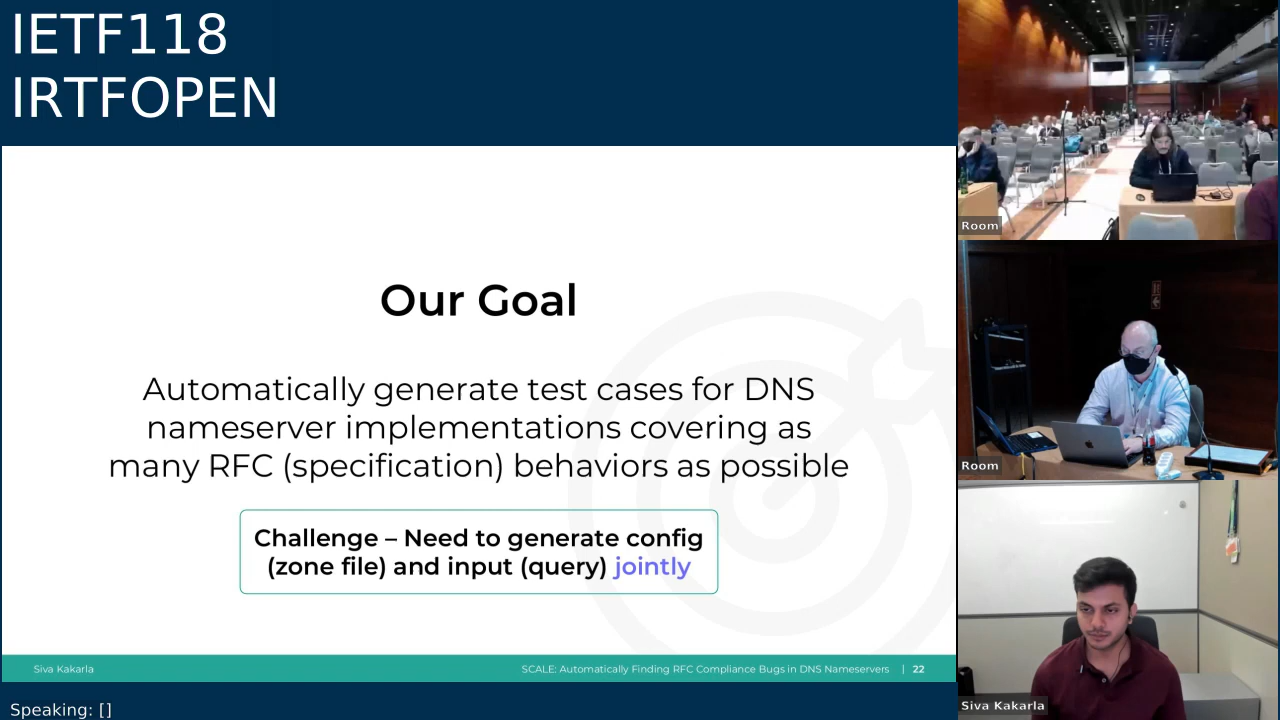 IETF118
IRTFOPEN
Our Goal
Automatically generate test cases for DNS
nameserver implementations covering as
many RFC (specification) behaviors as possible
Challenge – Need to generate config
(zone file) and input (query) jointly
Siva Kakarla
SCALE: Automatically Finding RFC Compliance Bugs in DNS Nameservers | 22
Speaking: []
Room
Room
Siva Kakarla